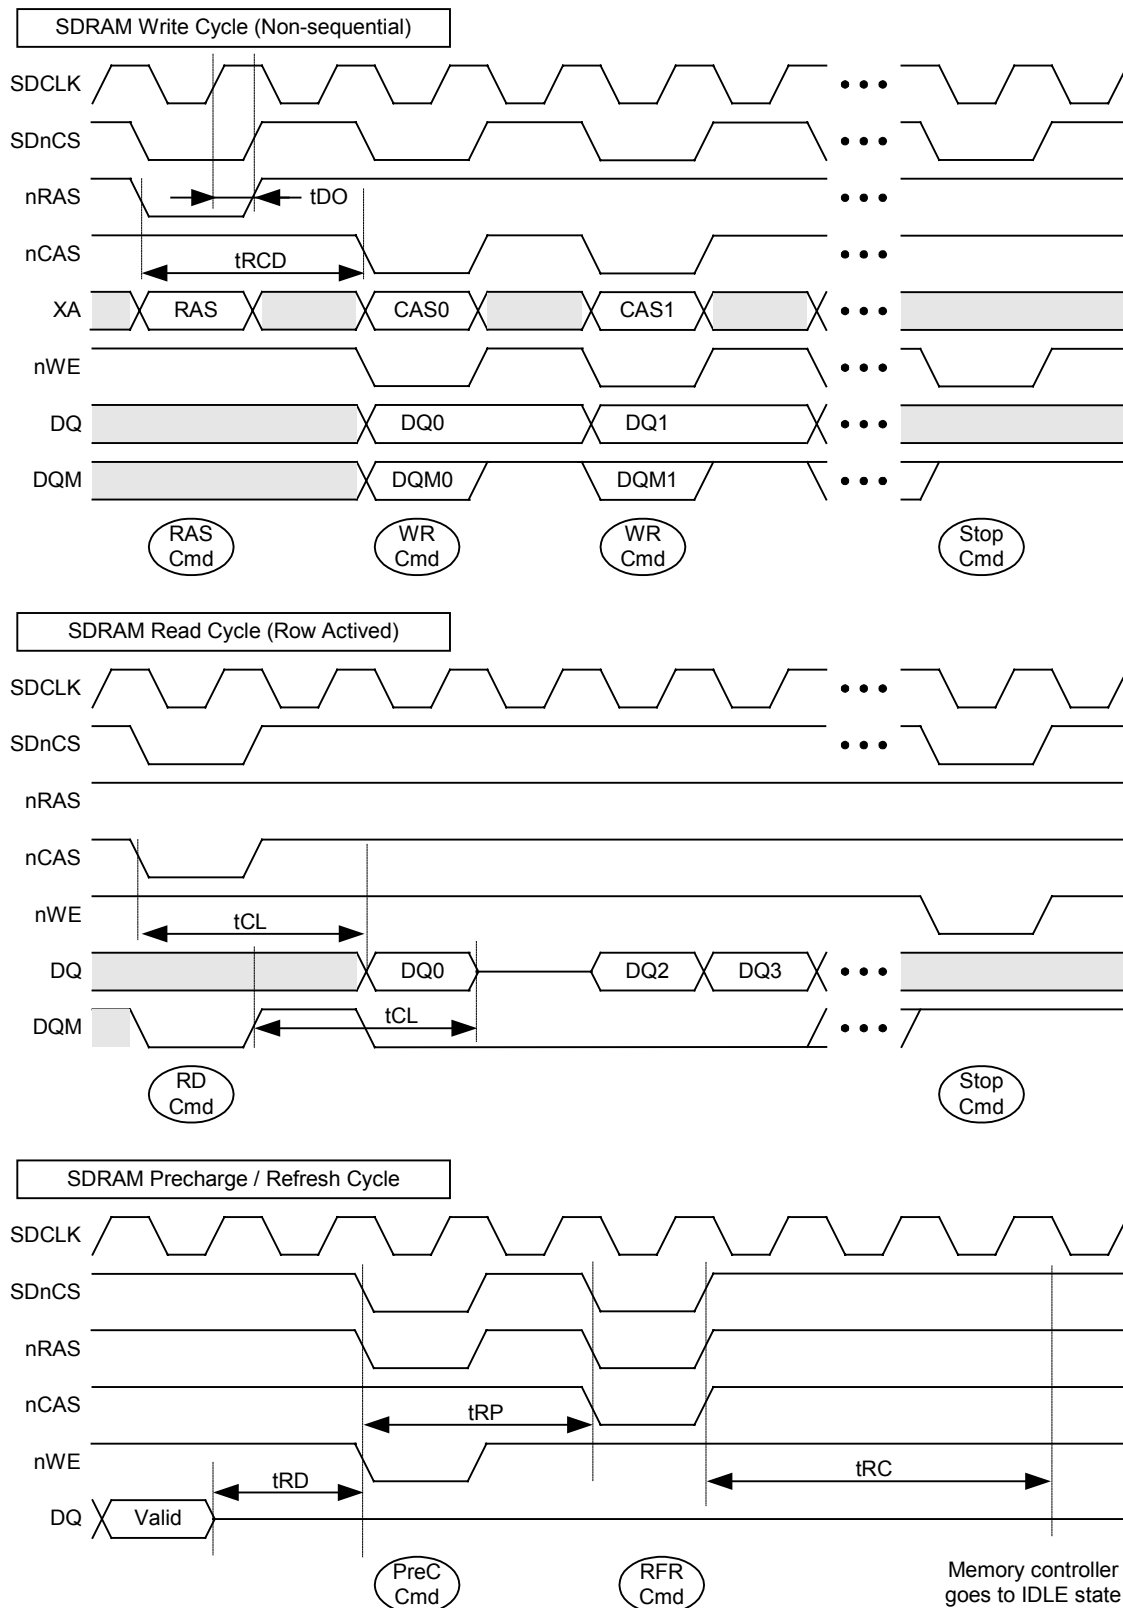 SDRAM Write Cycle (Non-sequential)
SDCLK
SDnCS
nRAS
tDO
nCAS
tRCD
XA RAS CAS0 CAS1
nWE
DQ DQ0 DQ1
DQM DQM0 DQM1
RAS Cmd WR Cmd WR Cmd Stop Cmd
SDRAM Read Cycle (Row Actived)
SDCLK
SDnCS
nRAS
nCAS
nWE
tCL
DQ DQ0 DQ2 DQ3
DQM tCL
RD Cmd Stop Cmd
SDRAM Precharge / Refresh Cycle
SDCLK
SDnCS
nRAS
nCAS
tRP
nWE
tRD tRC
DQ Valid
PreC Cmd RFR Cmd
Memory controller
goes to IDLE state